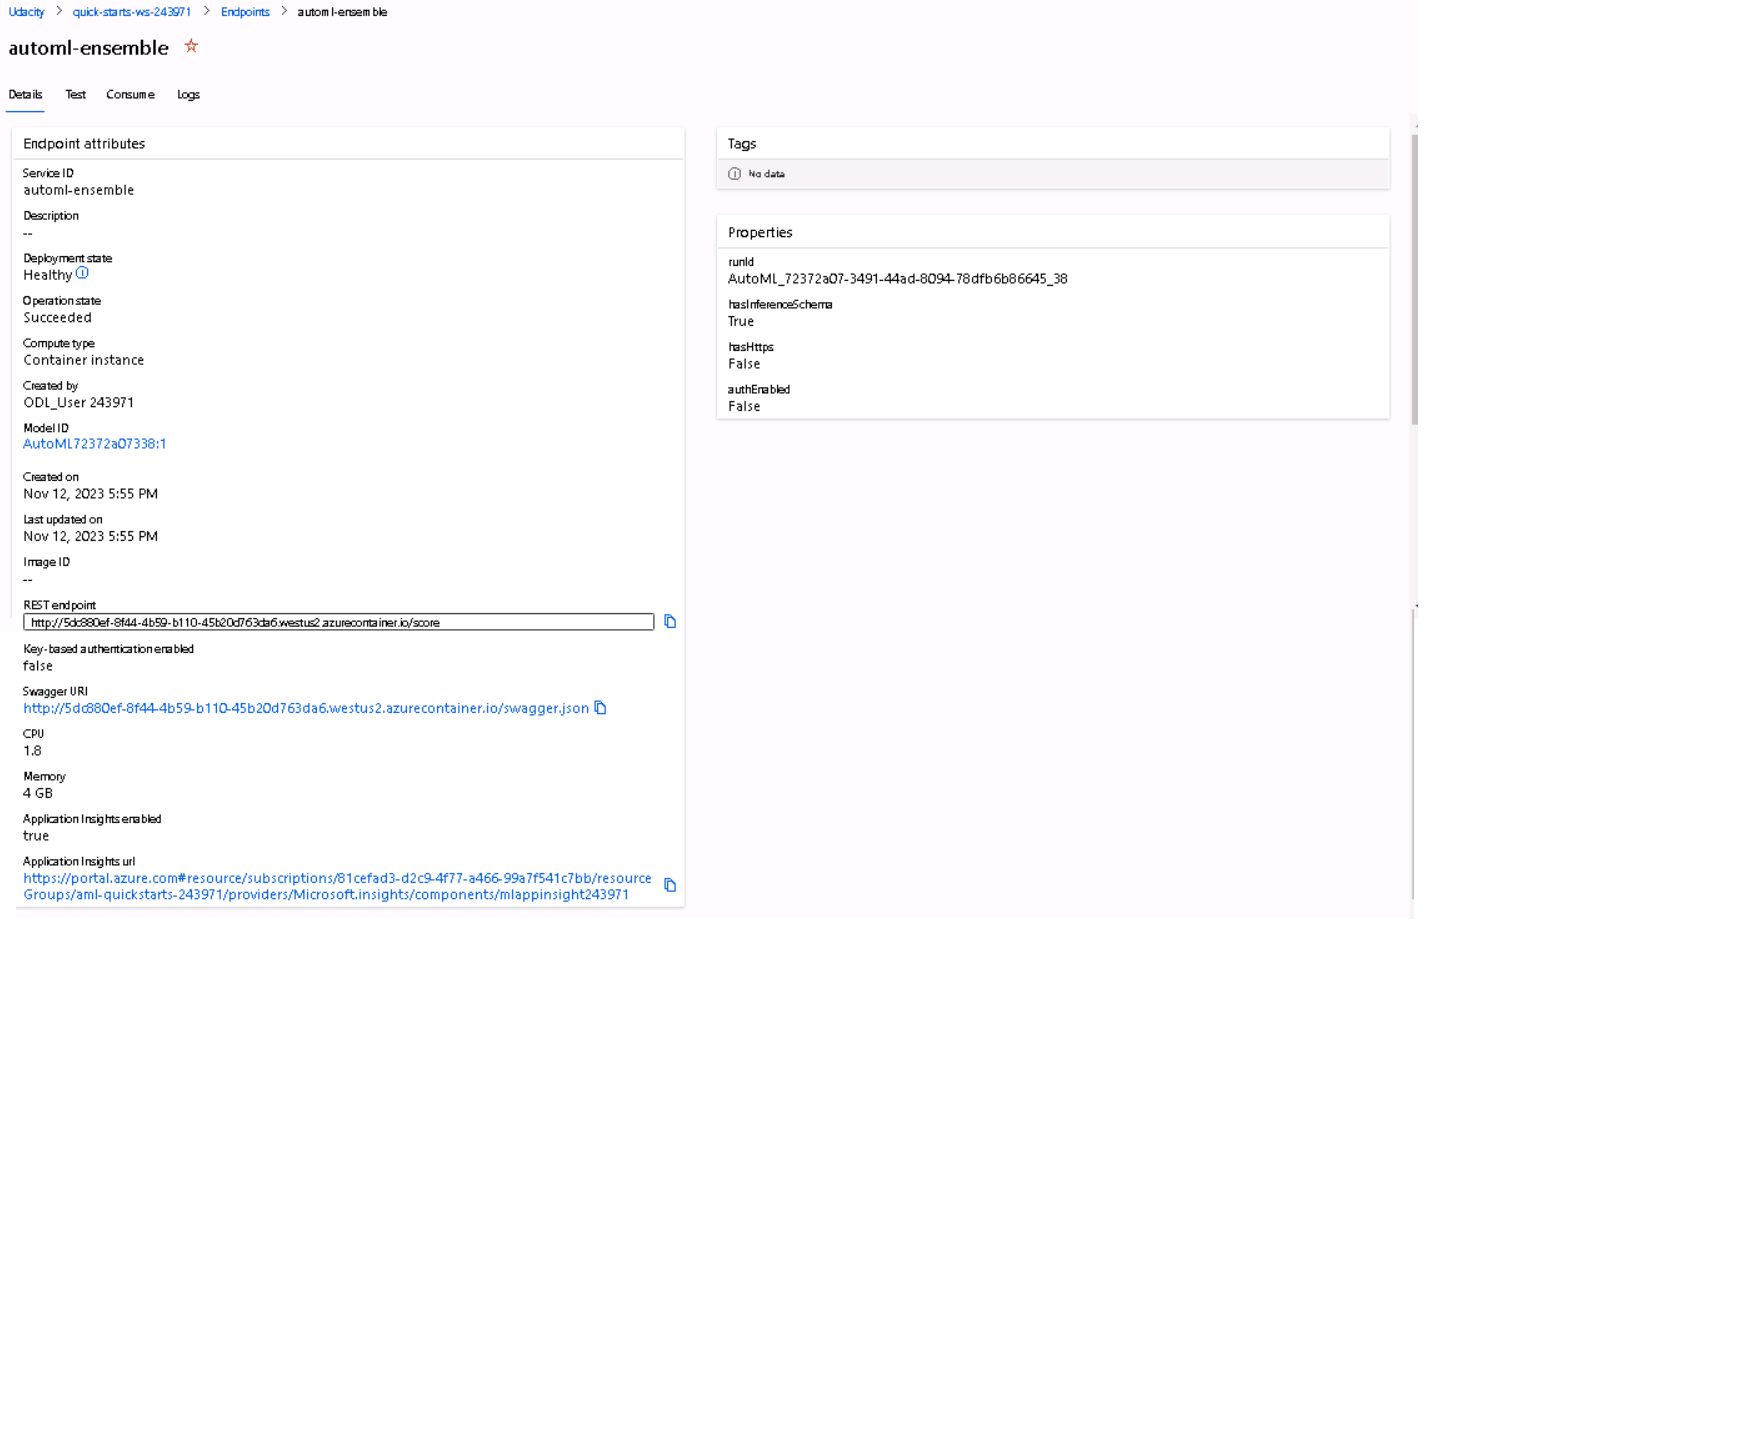 Udacity > quick-starts-ws-243971 > Endpoints > automl-ensemble
automl-ensemble
Details Test Consume Logs
Endpoint attributes
Service ID
automl-ensemble
Description
--
Deployment state
Healthy
Operation state
Succeeded
Compute type
Container instance
Created by
ODL_User 243971
Model ID
AutoML72372a07338:1
Created on
Nov 12, 2023 5:55 PM
Last updated on
Nov 12, 2023 5:55 PM
Image ID
--
REST endpoint
http://5dc880ef-8f44-4b59-b110-45b20d763da6.westus2.azurecontainer.io/score
Key-based authentication enabled
false
Swagger URI
http://5dc880ef-8f44-4b59-b110-45b20d763da6.westus2.azurecontainer.io/swagger.json
CPU
1.8
Memory
4 GB
Application Insights enabled
true
Application Insights url
https://portal.azure.com#resource/subscriptions/81cefad3-d2c9-4f77-a466-99a7f541c7bb/resource
Groups/aml-quickstarts-243971/providers/Microsoft.insights/components/mlappinsight243971
Tags
No data
Properties
runId
AutoML_72372a07-3491-44ad-8094-78dfb6b86645_38
hasInferenceSchema
True
hasHttps
False
authEnabled
False